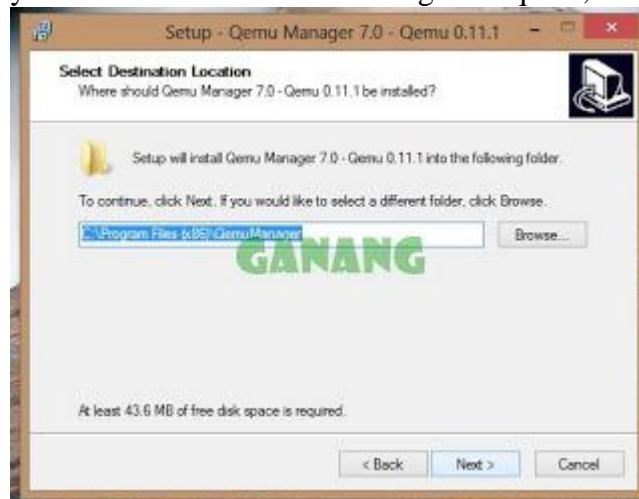 Setup - Qemu Manager 7.0 - Qemu 0.11.1
Select Destination Location
Where should Qemu Manager 7.0 - Qemu 0.11.1 be installed?
Setup will install Qemu Manager 7.0 - Qemu 0.11.1 into the following folder.
To continue, click Next. If you would like to select a different folder, click Browse.
C:\Program Files (x86)\QemuManager
Browse...
GANANG
At least 43.6 MB of free disk space is required.
< Back
Next >
Cancel